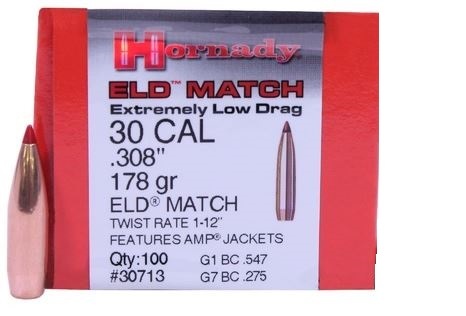 Hornady
ELD™ MATCH
Extremely Low Drag
30 CAL
.308"
178 gr
ELD® MATCH
TWIST RATE 1-12"
FEATURES AMP® JACKETS
Qty:100 G1 BC .547
#30713 G7 BC .275